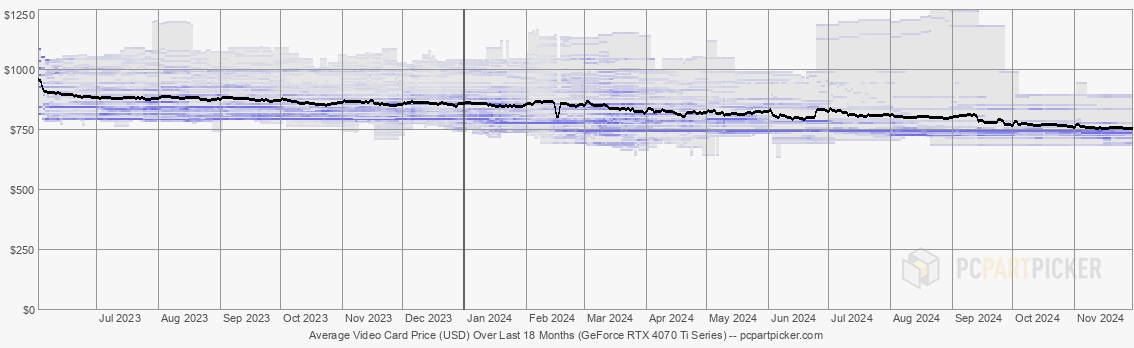 $1250
$1000
$750
$500
$250
$0
PCPARTPICKER
Jul 2023 Aug 2023 Sep 2023 Oct 2023 Nov 2023 Dec 2023 Jan 2024 Feb 2024 Mar 2024 Apr 2024 May 2024 Jun 2024 Jul 2024 Aug 2024 Sep 2024 Oct 2024 Nov 2024
Average Video Card Price (USD) Over Last 18 Months (GeForce RTX 4070 Ti Series) -- pcpartpicker.com